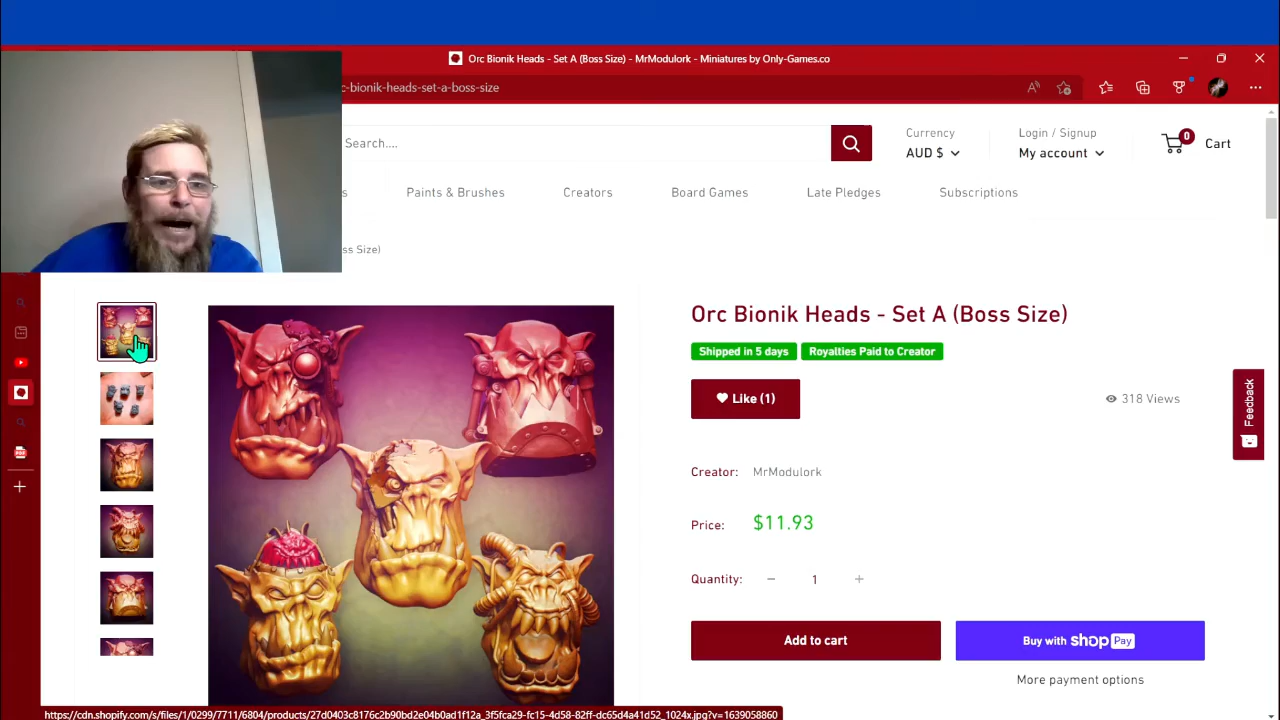 Orc Bionik Heads - Set A (Boss Size) - MrModulork - Miniatures by Only-Games.co
c-bionik-heads-set-a-boss-size
Search....
Currency
AUD $
Login / Signup
My account
0
Cart
s
Paints & Brushes
Creators
Board Games
Late Pledges
Subscriptions
ss Size)
Orc Bionik Heads - Set A (Boss Size)
Shipped in 5 days
Royalties Paid to Creator
Like (1)
318 Views
Feedback
Creator: MrModulork
Price: $11.93
Quantity: − 1 +
Add to cart
Buy with shop Pay
More payment options
https://cdn.shopify.com/s/files/1/0299/7711/6804/products/27d0403c8176c2b90bd2e04b0ad1f12a_3f5fca29-fc15-4d58-82ff-dc65d4a41d52_1024x.jpg?v=1639058860